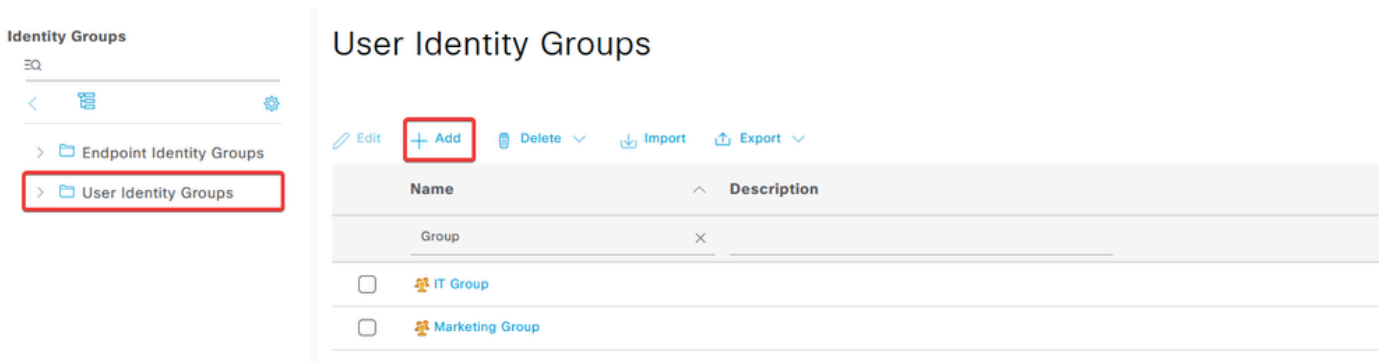 Identity Groups
Endpoint Identity Groups
User Identity Groups
User Identity Groups
Edit Add Delete Import Export
Name Description
Group
IT Group
Marketing Group